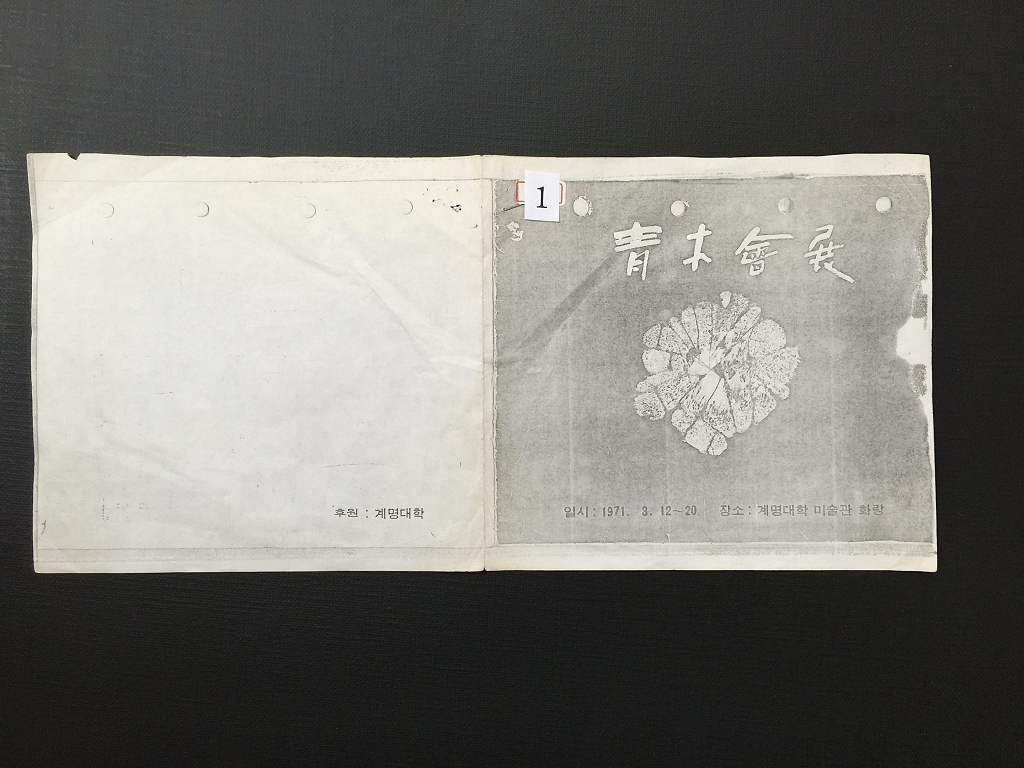 1
青木會展
일시 : 1971. 3. 12~20 장소 : 계명대학 미술관 화랑
후원 : 계명대학